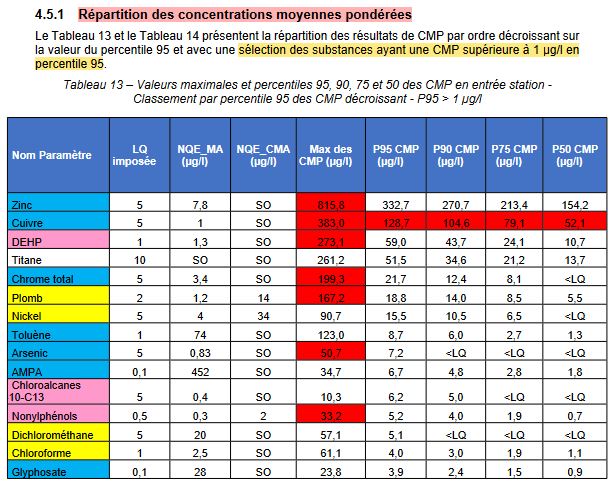 4.5.1 Répartition des concentrations moyennes pondérées
Le Tableau 13 et le Tableau 14 présentent la répartition des résultats de CMP par ordre décroissant sur
la valeur du percentile 95 et avec une sélection des substances ayant une CMP supérieure à 1 µg/l en
percentile 95.
Tableau 13 – Valeurs maximales et percentiles 95, 90, 75 et 50 des CMP en entrée station -
Classement par percentile 95 des CMP décroissant - P95 > 1 µg/l
Nom Paramètre LQ imposée NQE_MA (µg/l) NQE_CMA (µg/l) Max des CMP (µg/l) P95 CMP (µg/l) P90 CMP (µg/l) P75 CMP (µg/l) P50 CMP (µg/l)
Zinc 5 7,8 SO 815,8 332,7 270,7 213,4 154,2
Cuivre 5 1 SO 383,0 128,7 104,6 79,1 52,1
DEHP 1 1,3 SO 273,1 59,0 43,7 24,1 10,7
Titane 10 SO SO 261,2 51,5 34,6 21,2 13,7
Chrome total 5 3,4 SO 199,3 21,7 12,4 8,1 <LQ
Plomb 2 1,2 14 167,2 18,8 14,0 8,5 5,5
Nickel 5 4 34 90,7 15,5 10,5 6,5 <LQ
Toluène 1 74 SO 123,0 8,7 6,0 2,7 1,3
Arsenic 5 0,83 SO 50,7 7,2 <LQ <LQ <LQ
AMPA 0,1 452 SO 34,7 6,7 4,8 2,8 1,8
Chloroalcanes
10-C13 5 0,4 SO 10,3 6,2 5,0 <LQ <LQ
Nonylphénols 0,5 0,3 2 33,2 5,2 4,0 1,9 0,7
Dichlorométhane 5 20 SO 57,1 5,1 <LQ <LQ <LQ
Chloroforme 1 2,5 SO 61,1 4,0 3,0 1,9 1,1
Glyphosate 0,1 28 SO 23,8 3,9 2,4 1,5 0,9